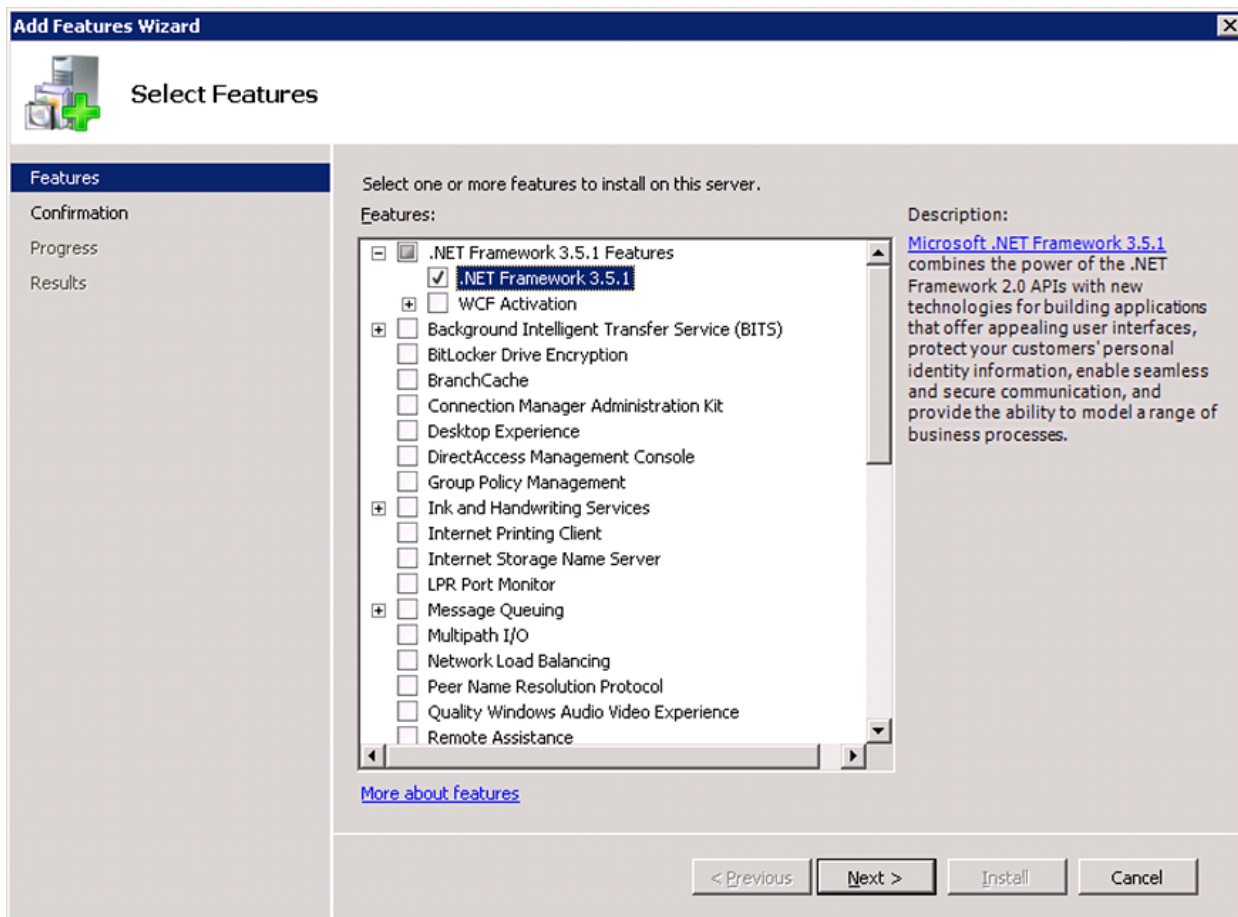 Add Features Wizard
Select Features
Features
Confirmation
Progress
Results
Select one or more features to install on this server.
Features:
.NET Framework 3.5.1 Features
.NET Framework 3.5.1
WCF Activation
Background Intelligent Transfer Service (BITS)
BitLocker Drive Encryption
BranchCache
Connection Manager Administration Kit
Desktop Experience
DirectAccess Management Console
Group Policy Management
Ink and Handwriting Services
Internet Printing Client
Internet Storage Name Server
LPR Port Monitor
Message Queuing
Multipath I/O
Network Load Balancing
Peer Name Resolution Protocol
Quality Windows Audio Video Experience
Remote Assistance
More about features
Description:
Microsoft .NET Framework 3.5.1
combines the power of the .NET
Framework 2.0 APIs with new
technologies for building applications
that offer appealing user interfaces,
protect your customers' personal
identity information, enable seamless
and secure communication, and
provide the ability to model a range of
business processes.
< Previous
Next >
Install
Cancel